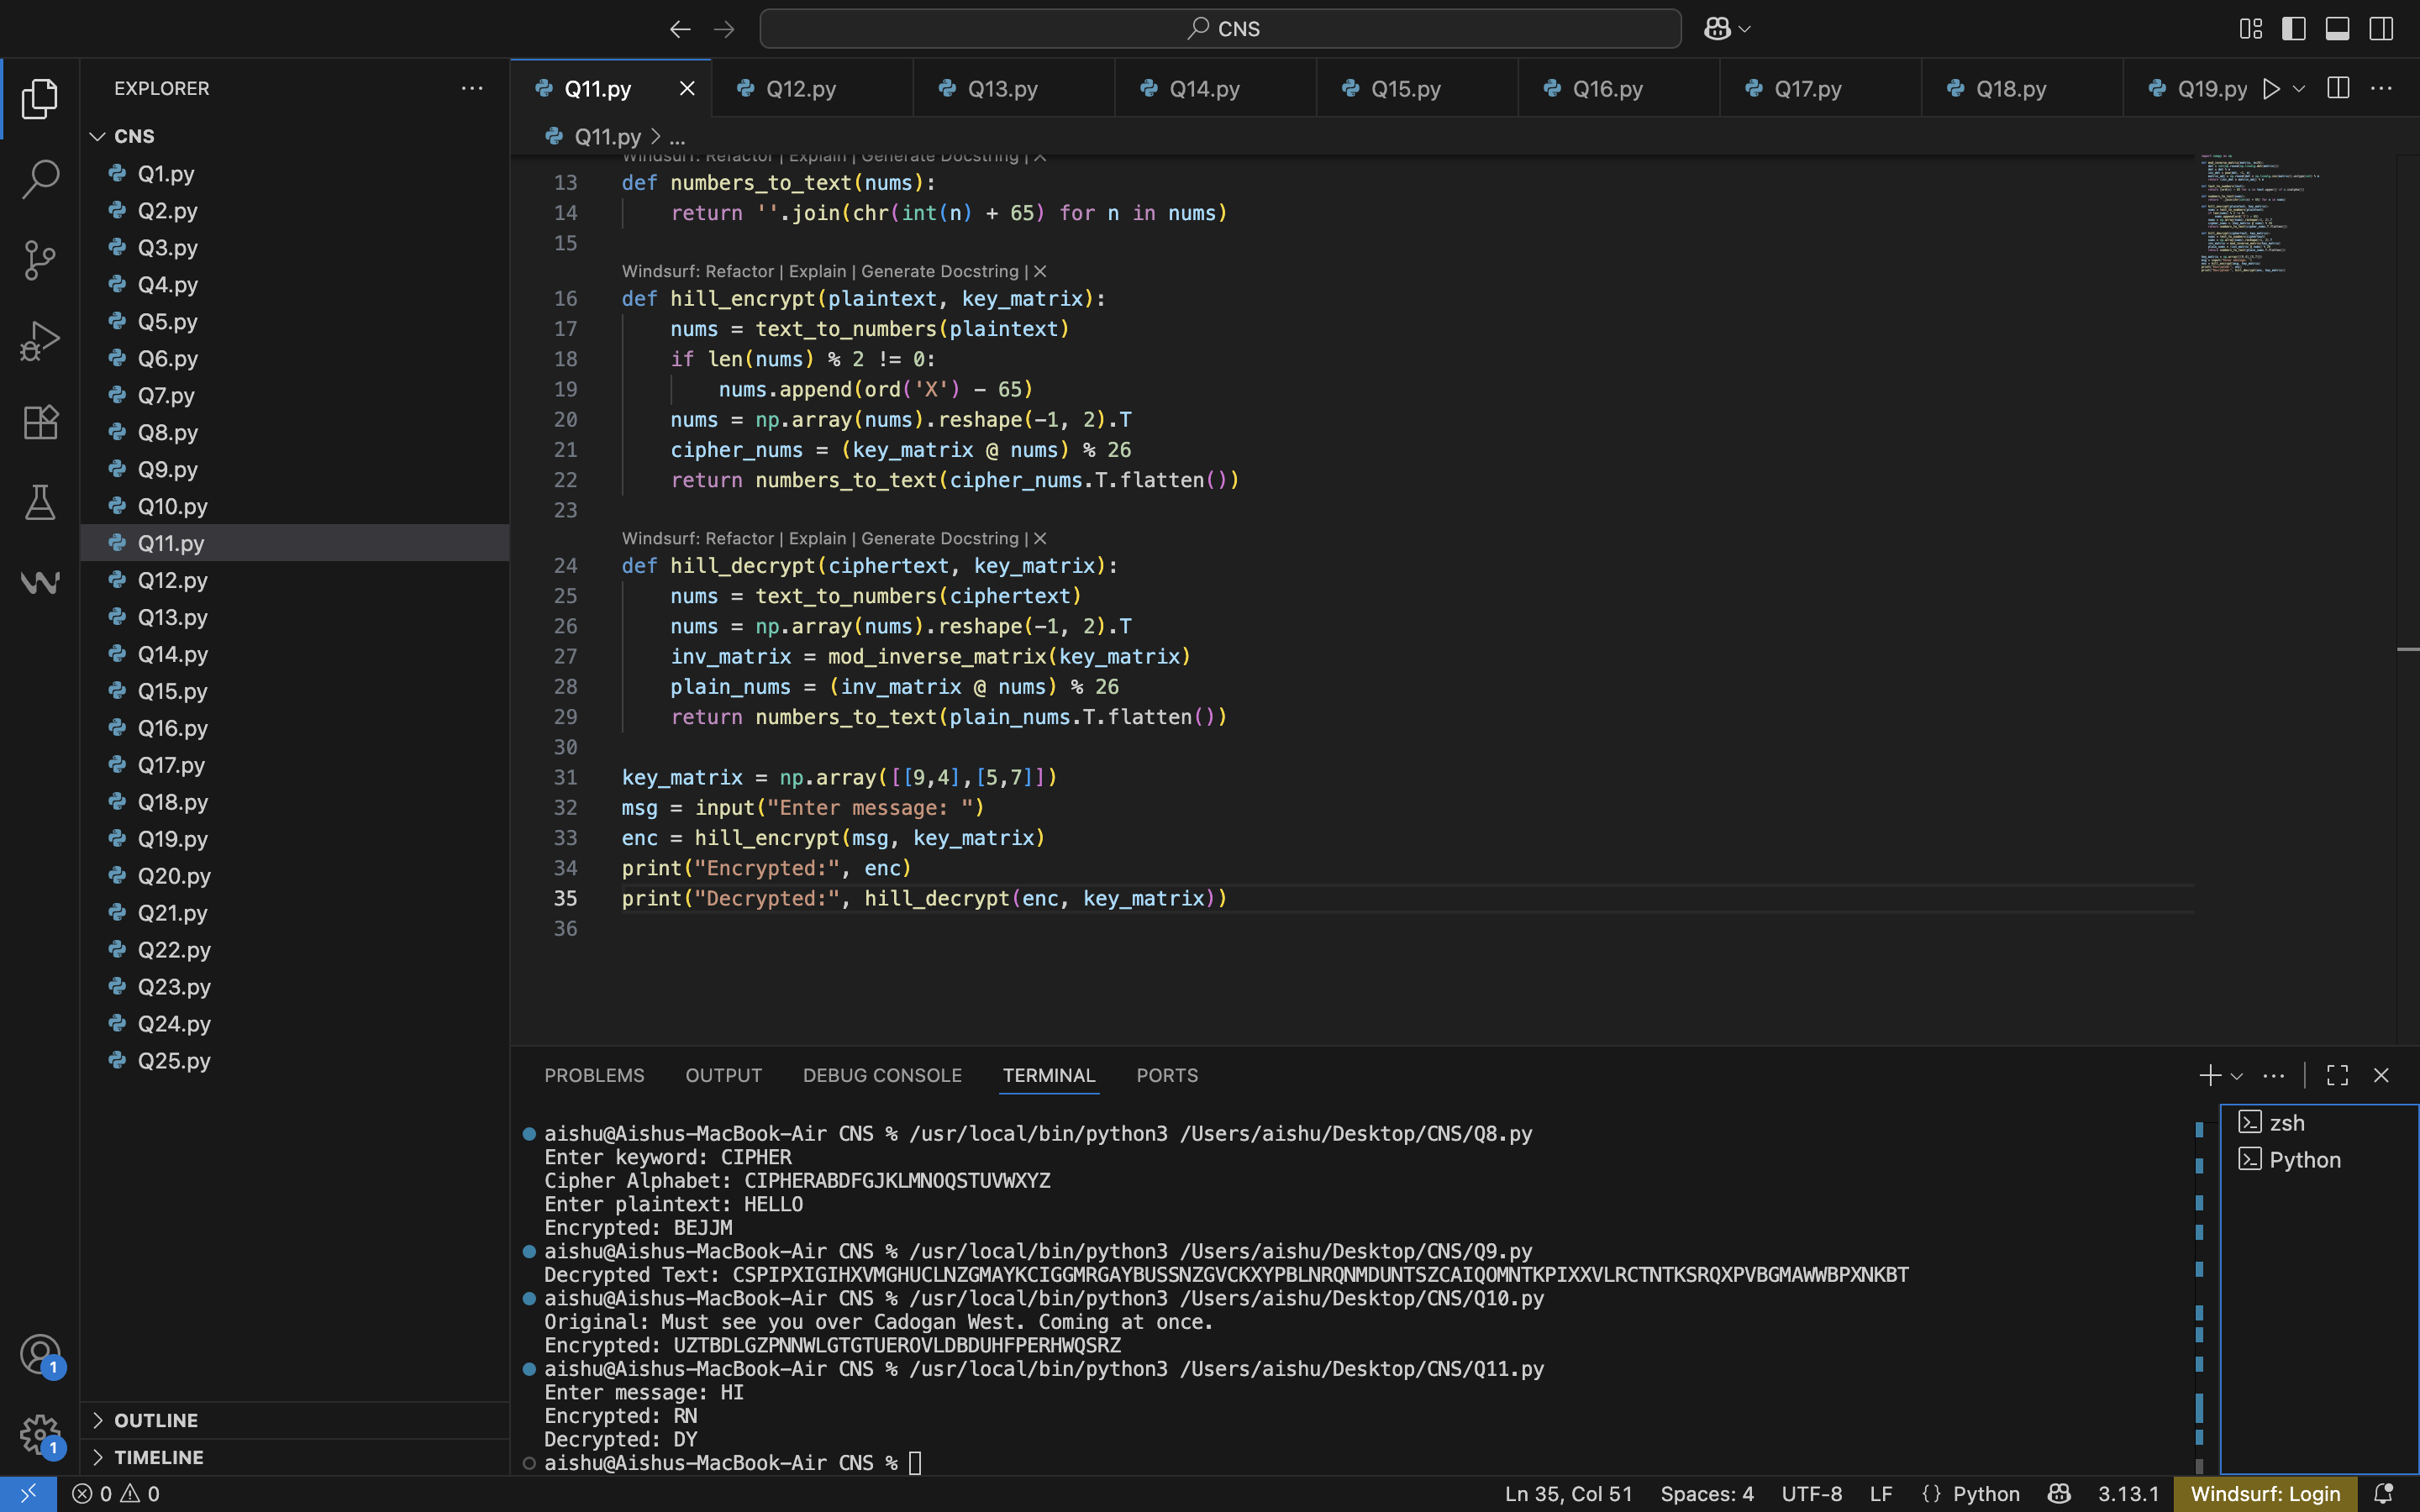 CNS
EXPLORER
CNS
Q1.py
Q2.py
Q3.py
Q4.py
Q5.py
Q6.py
Q7.py
Q8.py
Q9.py
Q10.py
Q11.py
Q12.py
Q13.py
Q14.py
Q15.py
Q16.py
Q17.py
Q18.py
Q19.py
Q20.py
Q21.py
Q22.py
Q23.py
Q24.py
Q25.py
OUTLINE
TIMELINE
1
1
Q11.py Q12.py Q13.py Q14.py Q15.py Q16.py Q17.py Q18.py Q19.py
Q11.py > ...
Windsurf: Refactor | Explain | Generate Docstring | ×
13 def numbers_to_text(nums):
14 return ''.join(chr(int(n) + 65) for n in nums)
15
Windsurf: Refactor | Explain | Generate Docstring | ×
16 def hill_encrypt(plaintext, key_matrix):
17 nums = text_to_numbers(plaintext)
18 if len(nums) % 2 != 0:
19 nums.append(ord('X') - 65)
20 nums = np.array(nums).reshape(-1, 2).T
21 cipher_nums = (key_matrix @ nums) % 26
22 return numbers_to_text(cipher_nums.T.flatten())
23
Windsurf: Refactor | Explain | Generate Docstring | ×
24 def hill_decrypt(ciphertext, key_matrix):
25 nums = text_to_numbers(ciphertext)
26 nums = np.array(nums).reshape(-1, 2).T
27 inv_matrix = mod_inverse_matrix(key_matrix)
28 plain_nums = (inv_matrix @ nums) % 26
29 return numbers_to_text(plain_nums.T.flatten())
30
31 key_matrix = np.array([[9,4],[5,7]])
32 msg = input("Enter message: ")
33 enc = hill_encrypt(msg, key_matrix)
34 print("Encrypted:", enc)
35 print("Decrypted:", hill_decrypt(enc, key_matrix))
36
PROBLEMS OUTPUT DEBUG CONSOLE TERMINAL PORTS
aishu@Aishus-MacBook-Air CNS % /usr/local/bin/python3 /Users/aishu/Desktop/CNS/Q8.py
Enter keyword: CIPHER
Cipher Alphabet: CIPHERABDFGJKLMNOQSTUVWXYZ
Enter plaintext: HELLO
Encrypted: BEJJM
aishu@Aishus-MacBook-Air CNS % /usr/local/bin/python3 /Users/aishu/Desktop/CNS/Q9.py
Decrypted Text: CSPIPXIGIHXVMGHUCLNZGMAYKCIGGMRGAYBUSSNZGVCKXYPBLNRQNMDUNTSZCAIQOMNTKPIXXVLRCTNTKSRQXPVBGMAWWBPXNKBT
aishu@Aishus-MacBook-Air CNS % /usr/local/bin/python3 /Users/aishu/Desktop/CNS/Q10.py
Original: Must see you over Cadogan West. Coming at once.
Encrypted: UZTBDLGZPNNWLGTGTUEROVLDBDUHFPERHWQSRZ
aishu@Aishus-MacBook-Air CNS % /usr/local/bin/python3 /Users/aishu/Desktop/CNS/Q11.py
Enter message: HI
Encrypted: RN
Decrypted: DY
aishu@Aishus-MacBook-Air CNS %
zsh
Python
0 0
Ln 35, Col 51 Spaces: 4 UTF-8 LF {} Python 3.13.1 Windsurf: Login